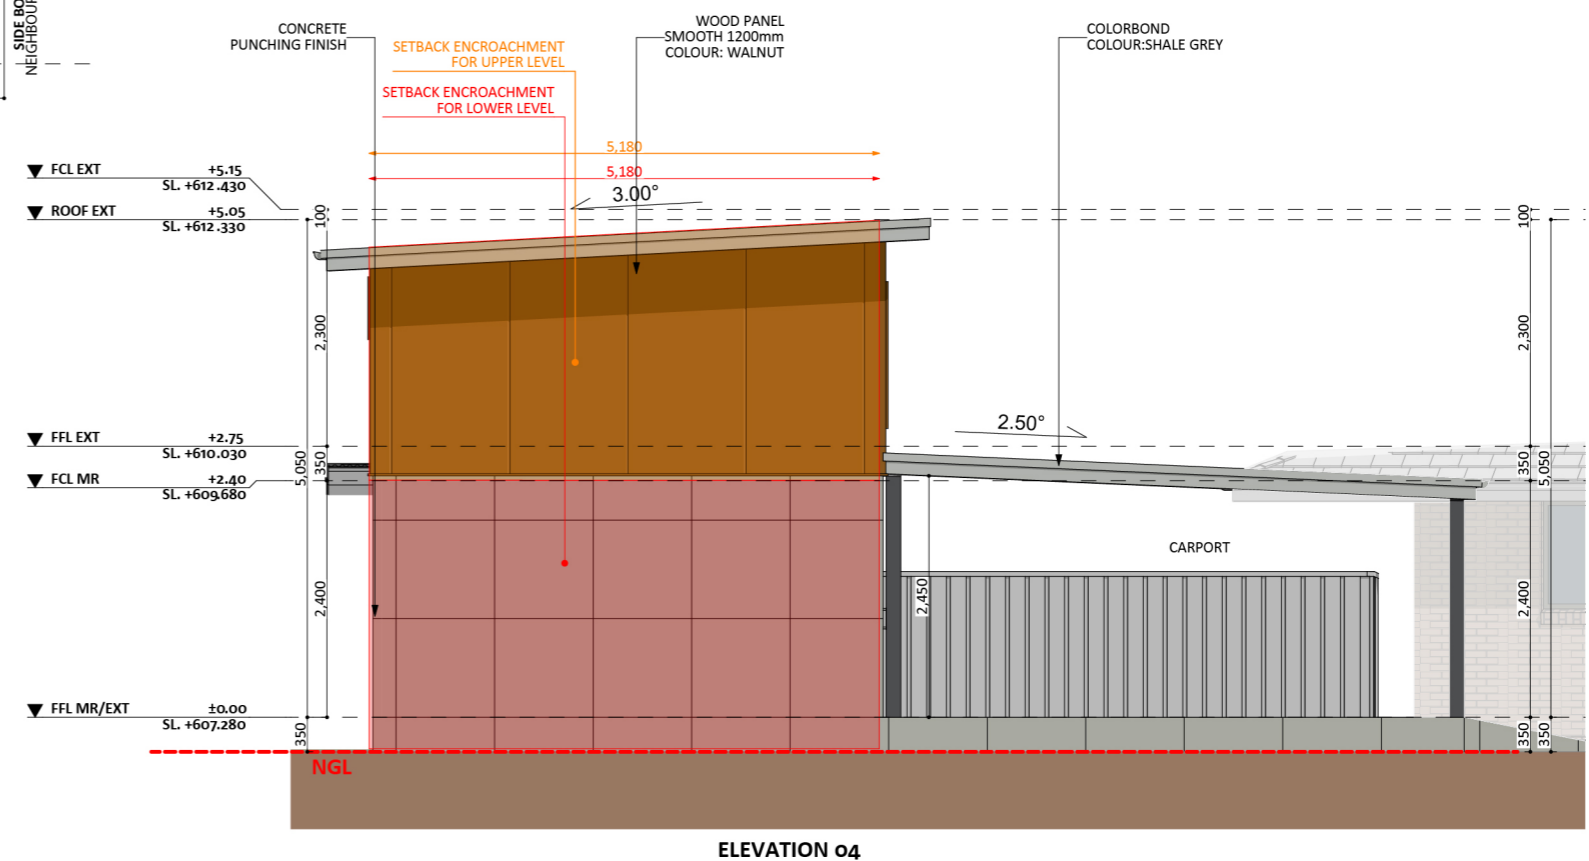 SIDE BO
NEIGHBOUR
CONCRETE
PUNCHING FINISH
SETBACK ENCROACHMENT
FOR UPPER LEVEL
SETBACK ENCROACHMENT
FOR LOWER LEVEL
WOOD PANEL
SMOOTH 1200mm
COLOUR: WALNUT
COLORBOND
COLOUR:SHALE GREY
5,180
5,180
3.00°
FCL EXT +5.15
SL. +612.430
ROOF EXT +5.05
SL. +612.330
100
100
2,300
2,300
2.50°
FFL EXT +2.75
SL. +610.030
FCL MR +2.40
SL. +609.680
5,050
350
350
5,050
CARPORT
2,400
2,450
2,400
FFL MR/EXT ±0.00
SL. +607.280
350
350
350
NGL
ELEVATION 04